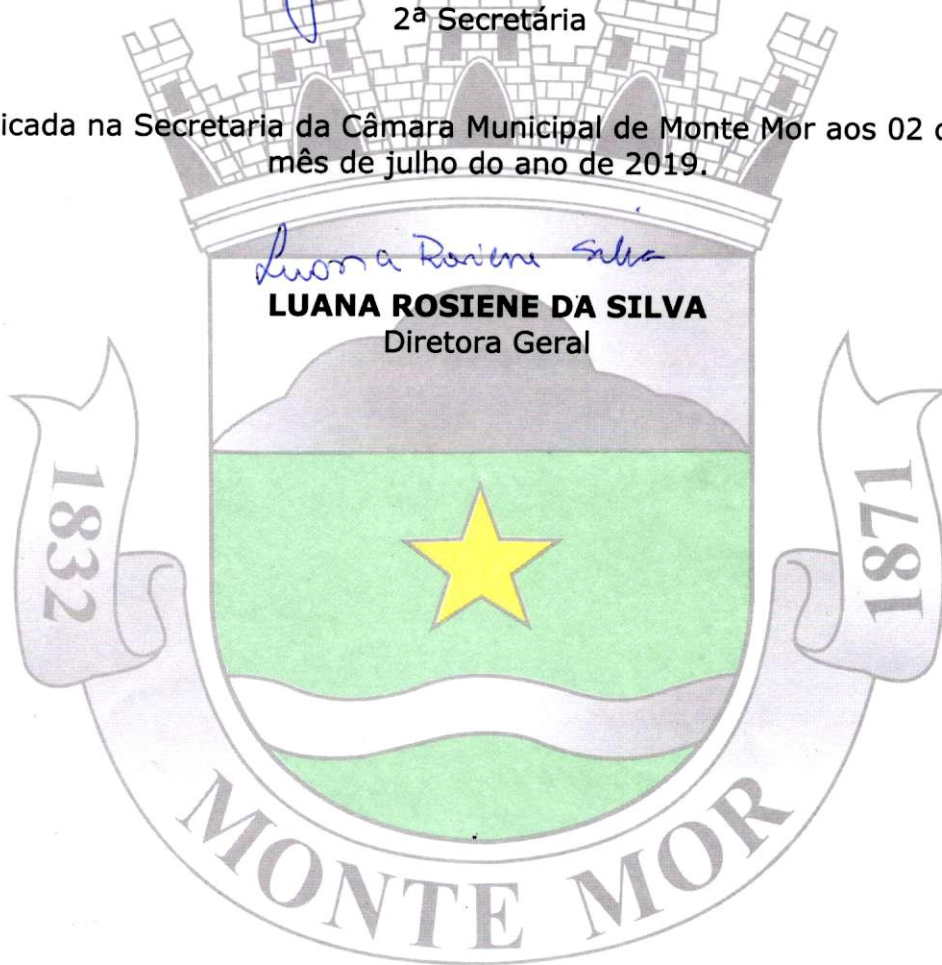 2ª Secretária
icada na Secretaria da Câmara Municipal de Monte Mor aos 02
mês de julho do ano de 2019.
Luana Rosiene Silva
LUANA ROSIENE DA SILVA
Diretora Geral
1832
1871
MONTE MOR